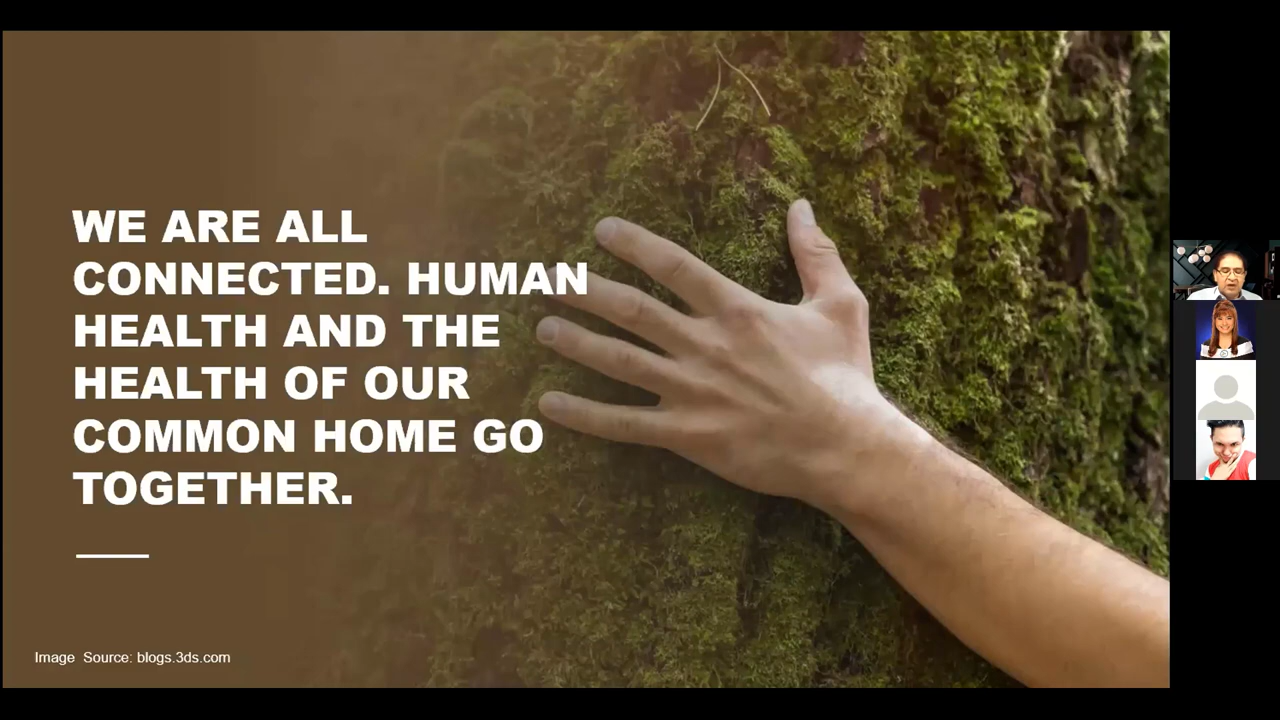 WE ARE ALL
CONNECTED. HUMAN
HEALTH AND THE
HEALTH OF OUR
COMMON HOME GO
TOGETHER.
Image Source: blogs.3ds.com